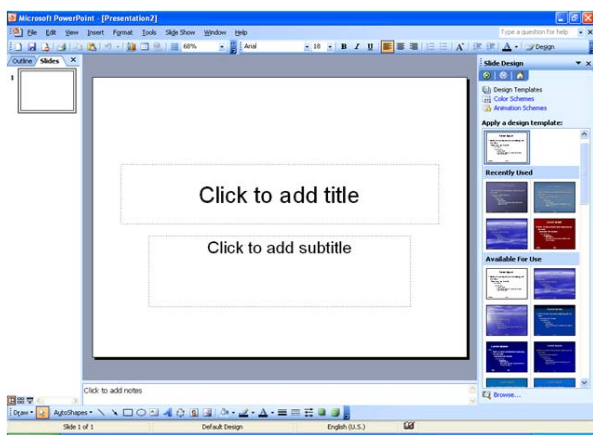 Microsoft PowerPoint - [Presentation2]
File Edit View Insert Format Tools Slide Show Window Help
Type a question for help
68%
Arial
18
B I U
A
A
Design
Outline
Slides
Slide Design
1
Design Templates
Color Schemes
Animation Schemes
Apply a design template:
Recently Used
Click to add title
Click to add subtitle
Available For Use
Click to add notes
Browse...
Draw
AutoShapes
A
Slide 1 of 1
Default Design
English (U.S.)